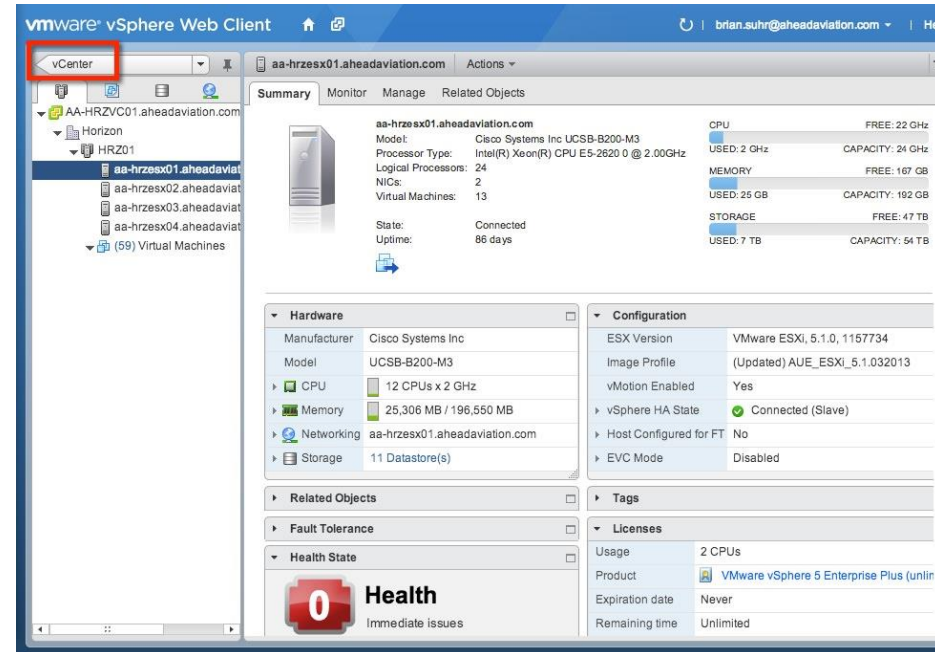 vmware® vSphere Web Client
brian.suhr@aheadaviation.com
vCenter
AA-HRZVC01.aheadaviation.com
Horizon
HRZ01
aa-hrzesx01.aheadaviat
aa-hrzesx02.aheadaviat
aa-hrzesx03.aheadaviat
aa-hrzesx04.aheadaviat
(59) Virtual Machines
aa-hrzesx01.aheadaviation.com Actions
Summary Monitor Manage Related Objects
aa-hrzesx01.aheadaviation.com
Model: Cisco Systems Inc UCSB-B200-M3
Processor Type: Intel(R) Xeon(R) CPU E5-2620 0 @ 2.00GHz
Logical Processors: 24
NICs: 2
Virtual Machines: 13
State: Connected
Uptime: 86 days
CPU FREE: 22 GHz
USED: 2 GHz CAPACITY: 24 GHz
MEMORY FREE: 167 GB
USED: 25 GB CAPACITY: 192 GB
STORAGE FREE: 47 TB
USED: 7 TB CAPACITY: 54 TB
Hardware
Manufacturer Cisco Systems Inc
Model UCSB-B200-M3
CPU 12 CPUs x 2 GHz
Memory 25,306 MB / 196,550 MB
Networking aa-hrzesx01.aheadaviation.com
Storage 11 Datastore(s)
Related Objects
Fault Tolerance
Health State
0
Health
Immediate issues
Configuration
ESX Version VMware ESXi, 5.1.0, 1157734
Image Profile (Updated) AUE_ESXi_5.1.032013
vMotion Enabled Yes
vSphere HA State Connected (Slave)
Host Configured for FT No
EVC Mode Disabled
Tags
Licenses
Usage 2 CPUs
Product VMware vSphere 5 Enterprise Plus (unlim
Expiration date Never
Remaining time Unlimited